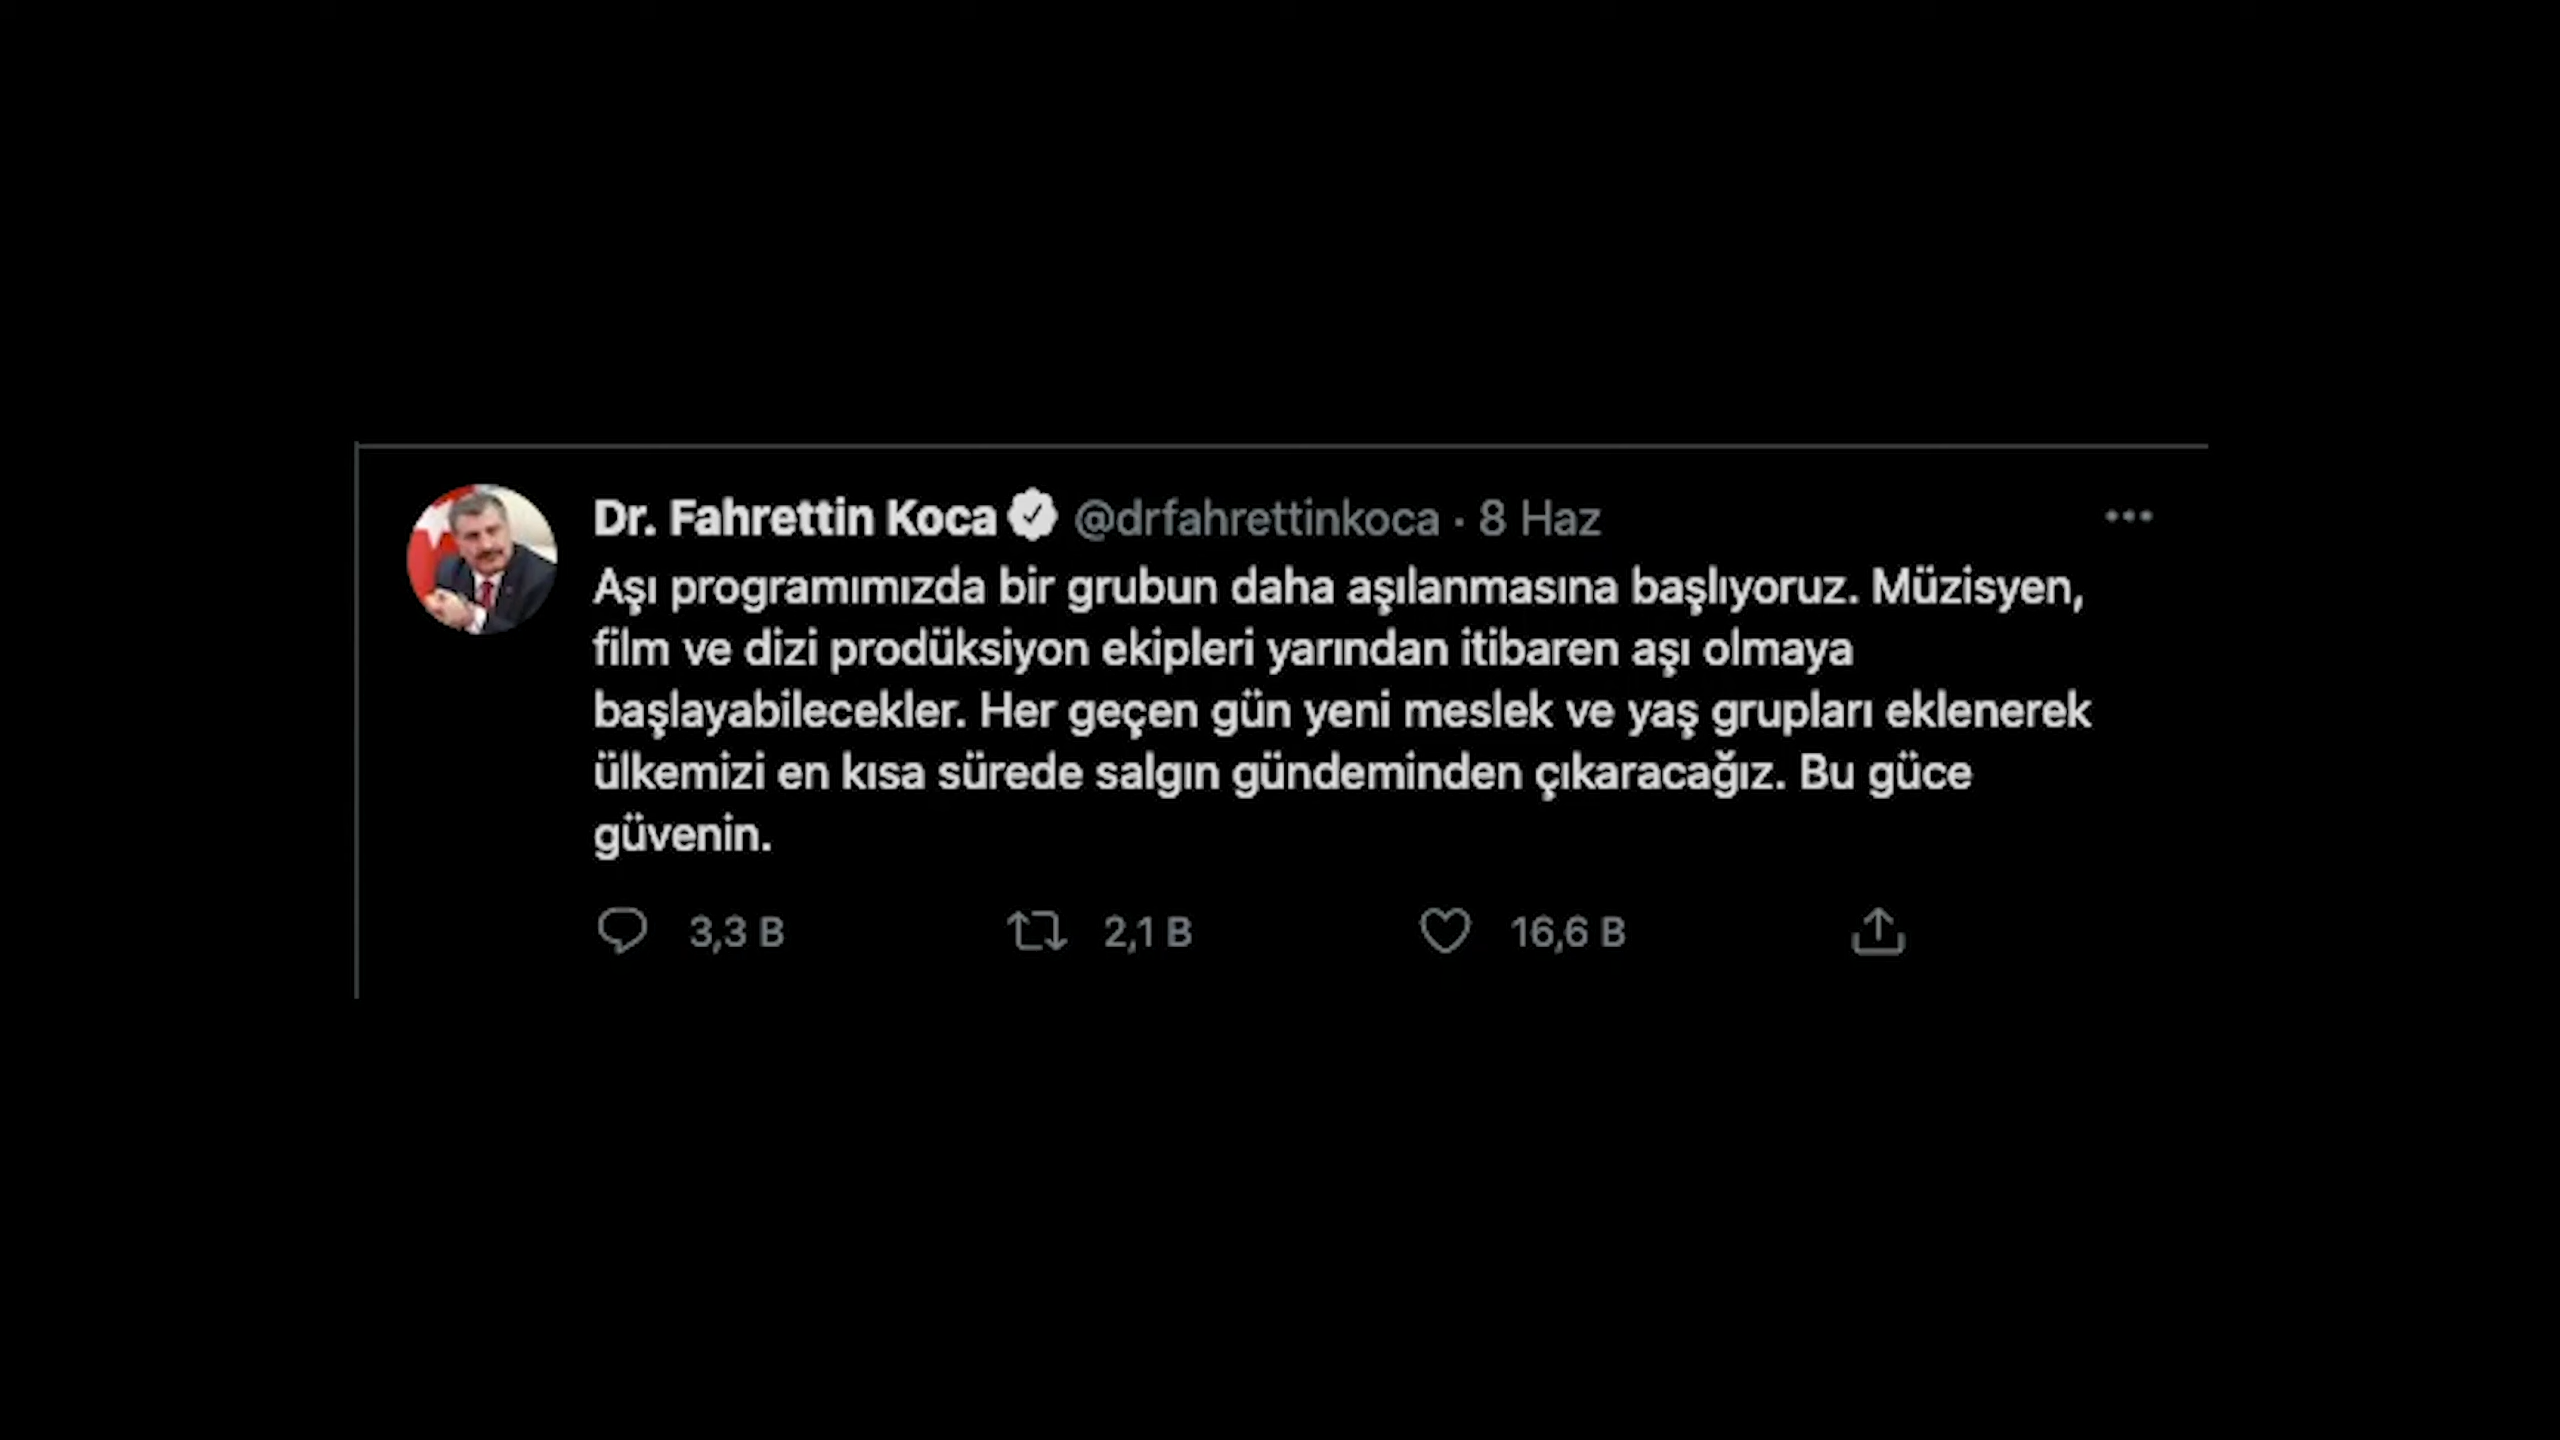 Dr. Fahrettin Koca @drfahrettinkoca · 8 Haz
Aşı programımızda bir grubun daha aşılanmasına başlıyoruz. Müzisyen,
film ve dizi prodüksiyon ekipleri yarından itibaren aşı olmaya
başlayabilecekler. Her geçen gün yeni meslek ve yaş grupları eklenerek
ülkemizi en kısa sürede salgın gündeminden çıkaracağız. Bu güce
güvenin.
3,3 B 2,1 B 16,6 B